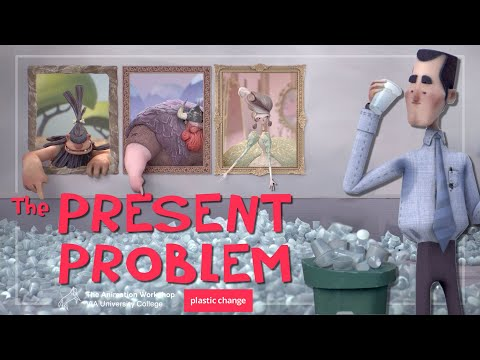 The PRESENT
PROBLEM
The Animation Workshop
VIA University College
plastic change